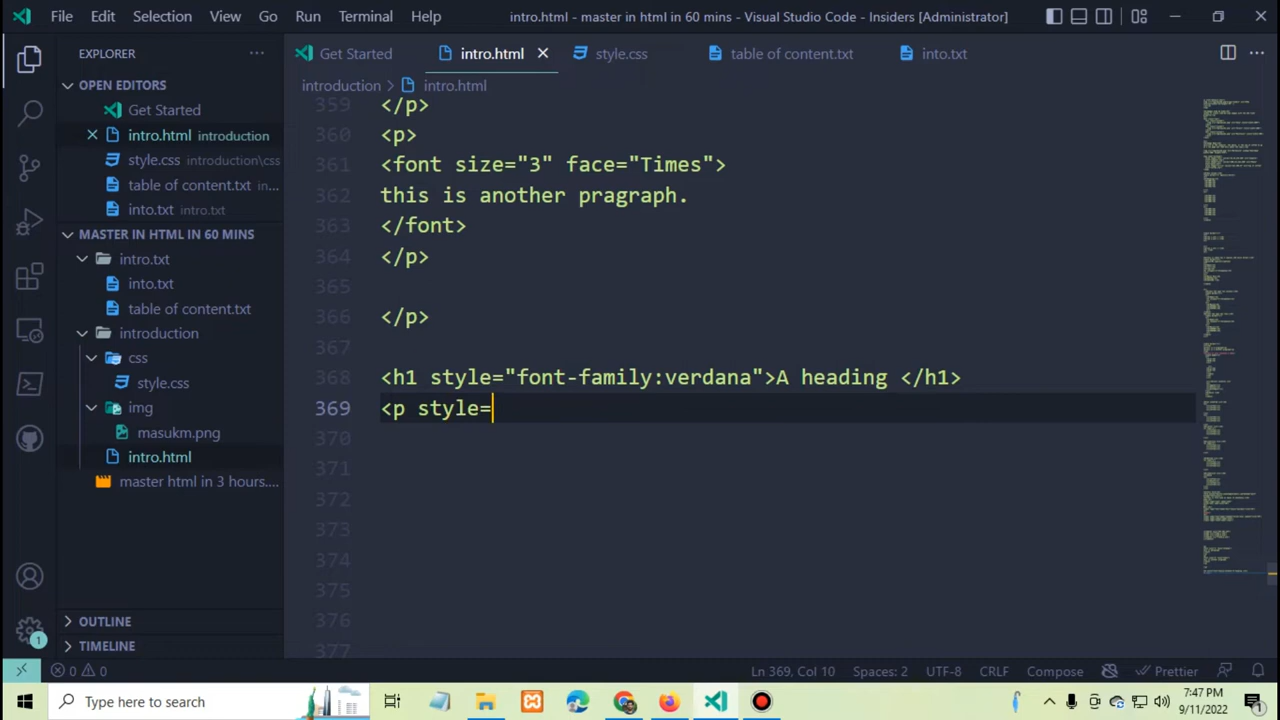 File Edit Selection View Go Run Terminal Help intro.html - master in html in 60 mins - Visual Studio Code - Insiders [Administrator]
EXPLORER
Get Started intro.html style.css table of content.txt into.txt
OPEN EDITORS
introduction intro.html
Get Started
intro.html introduction
style.css introduction\css
table of content.txt in...
into.txt intro.txt
MASTER IN HTML IN 60 MINS
intro.txt
into.txt
table of content.txt
introduction
css
style.css
img
masukm.png
intro.html
master html in 3 hours....
OUTLINE
TIMELINE
359 </p>
360 <p>
361 <font size="3" face="Times">
362 this is another pragraph.
363 </font>
364 </p>
365
366 </p>
367
368 <h1 style="font-family:verdana">A heading </h1>
369 <p style=
370
371
372
373
374
375
376
377
1
0 0 Ln 369, Col 10 Spaces: 2 UTF-8 CRLF Compose Prettier
Type here to search
7:47 PM
9/11/2022
1